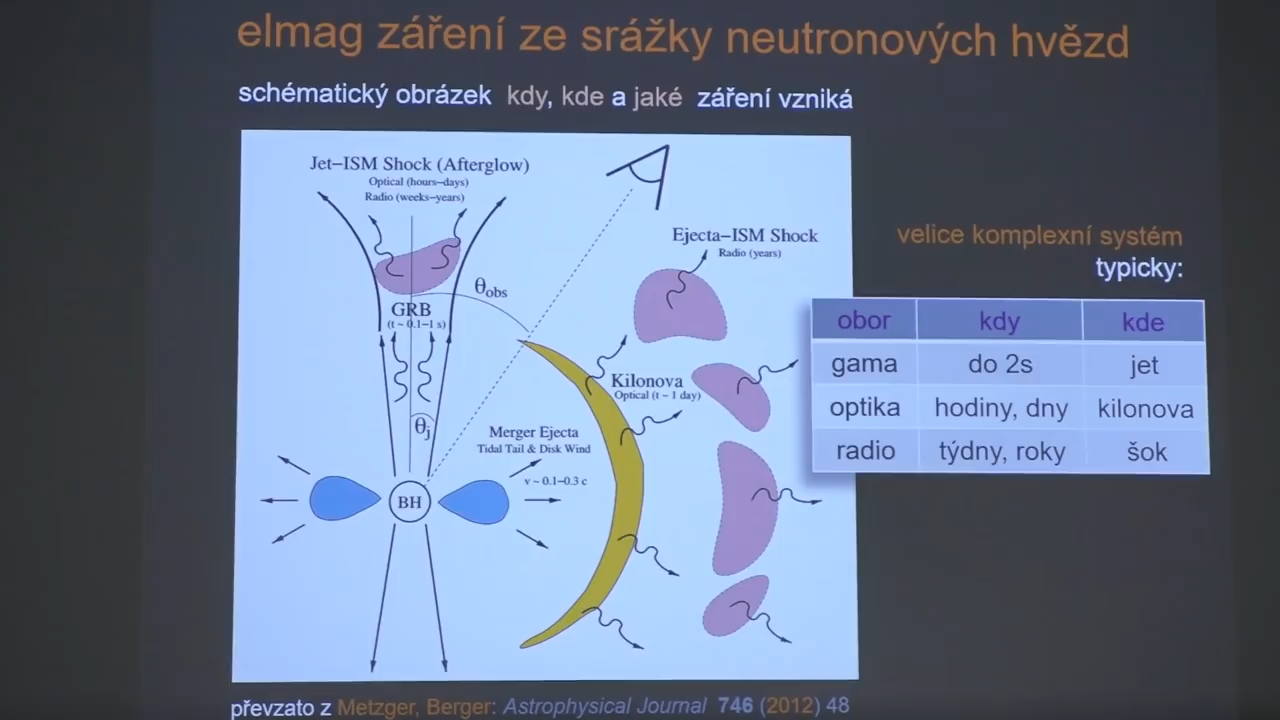 elmag záření ze srážky neutronových hvězd
schématický obrázek kdy, kde a jaké záření vzniká
Jet–ISM Shock (Afterglow)
Optical (hours–days)
Radio (weeks–years)
Ejecta–ISM Shock
Radio (years)
θobs
GRB
(t ~ 0.1–1 s)
Kilonova
Optical (t ~ 1 day)
θj
Merger Ejecta
Tidal Tail & Disk Wind
v ~ 0.1–0.3 c
BH
velice komplexní systém
typicky:
obor kdy kde
gama do 2s jet
optika hodiny, dny kilonova
radio týdny, roky šok
převzato z Metzger, Berger: Astrophysical Journal 746 (2012) 48